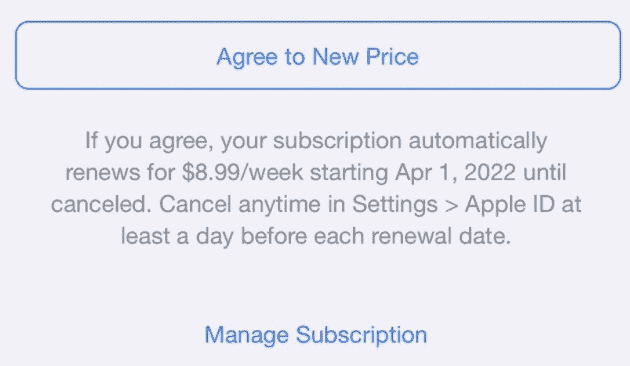 Agree to New Price
If you agree, your subscription automatically
renews for $8.99/week starting Apr 1, 2022 until
canceled. Cancel anytime in Settings > Apple ID at
least a day before each renewal date.
Manage Subscription